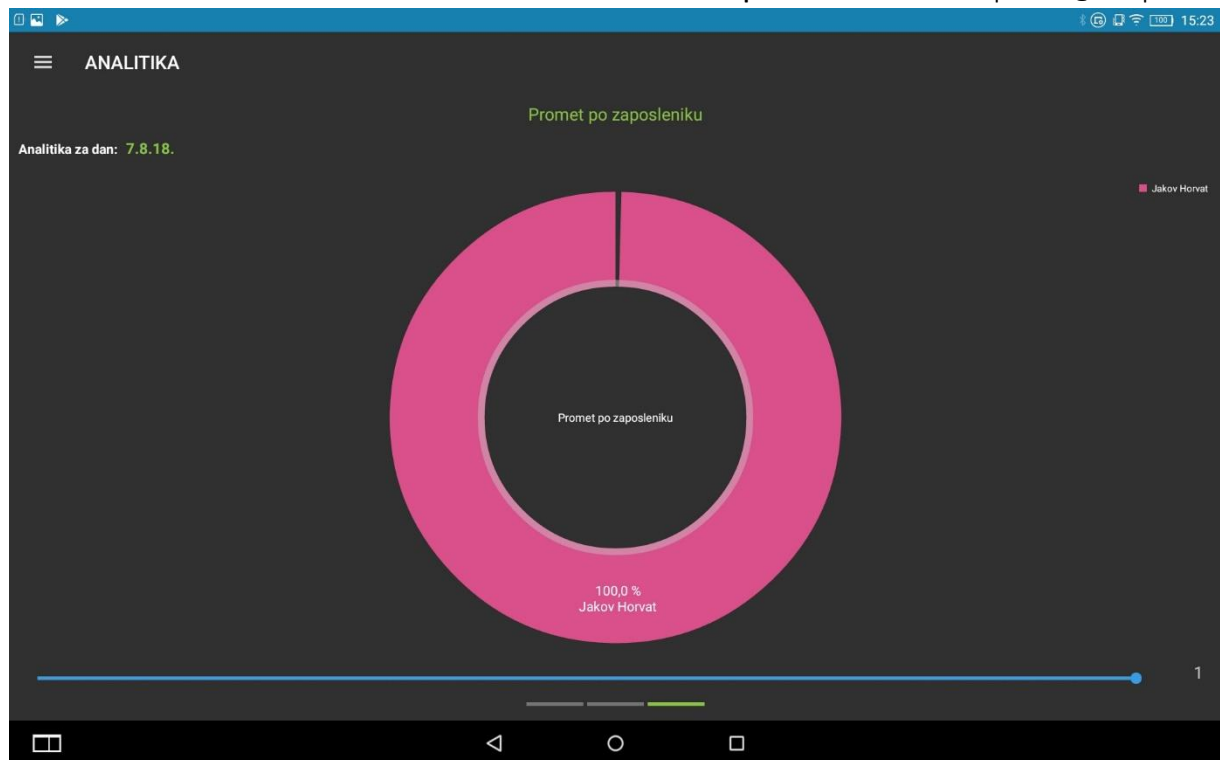 100 15:23
ANALITIKA
Promet po zaposleniku
Analitika za dan: 7.8.18.
Jakov Horvat
Promet po zaposleniku
100,0 %
Jakov Horvat
1